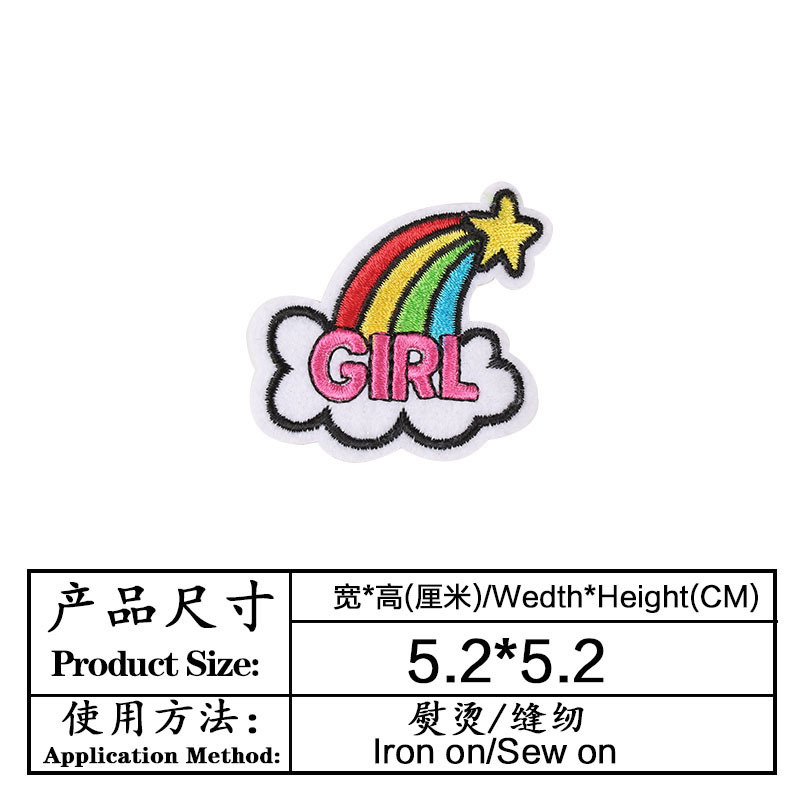 GIRL
产品尺寸
Product Size:
宽*高(厘米)/Wedth*Height(CM)
5.2*5.2
使用方法:
Application Method:
熨烫/缝纫
Iron on/Sew on